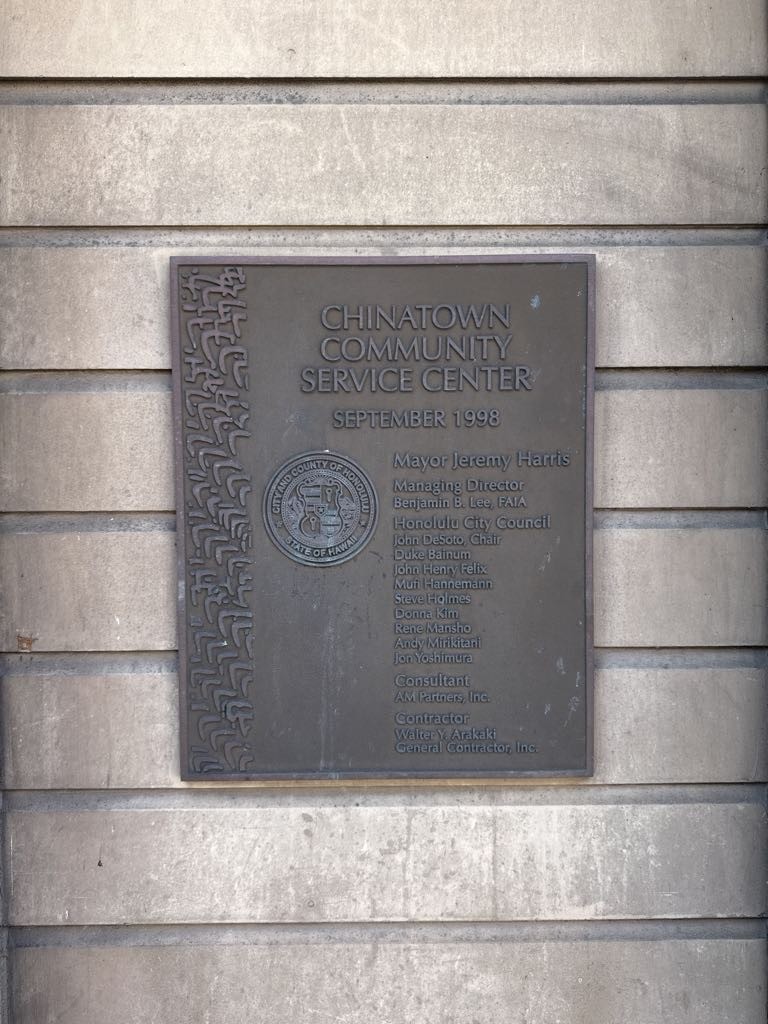 CHINATOWN
COMMUNITY
SERVICE CENTER
SEPTEMBER 1998
CITY AND COUNTY OF HONOLULU
STATE OF HAWAII
Mayor Jeremy Harris
Managing Director
Benjamin B. Lee, FAIA
Honolulu City Council
John DeSoto, Chair
Duke Bainum
John Henry Felix
Mufi Hannemann
Steve Holmes
Donna Kim
Rene Mansho
Andy Mirikitani
Jon Yoshimura
Consultant
AM Partners, Inc.
Contractor
Walter Y. Arakaki
General Contractor, Inc.